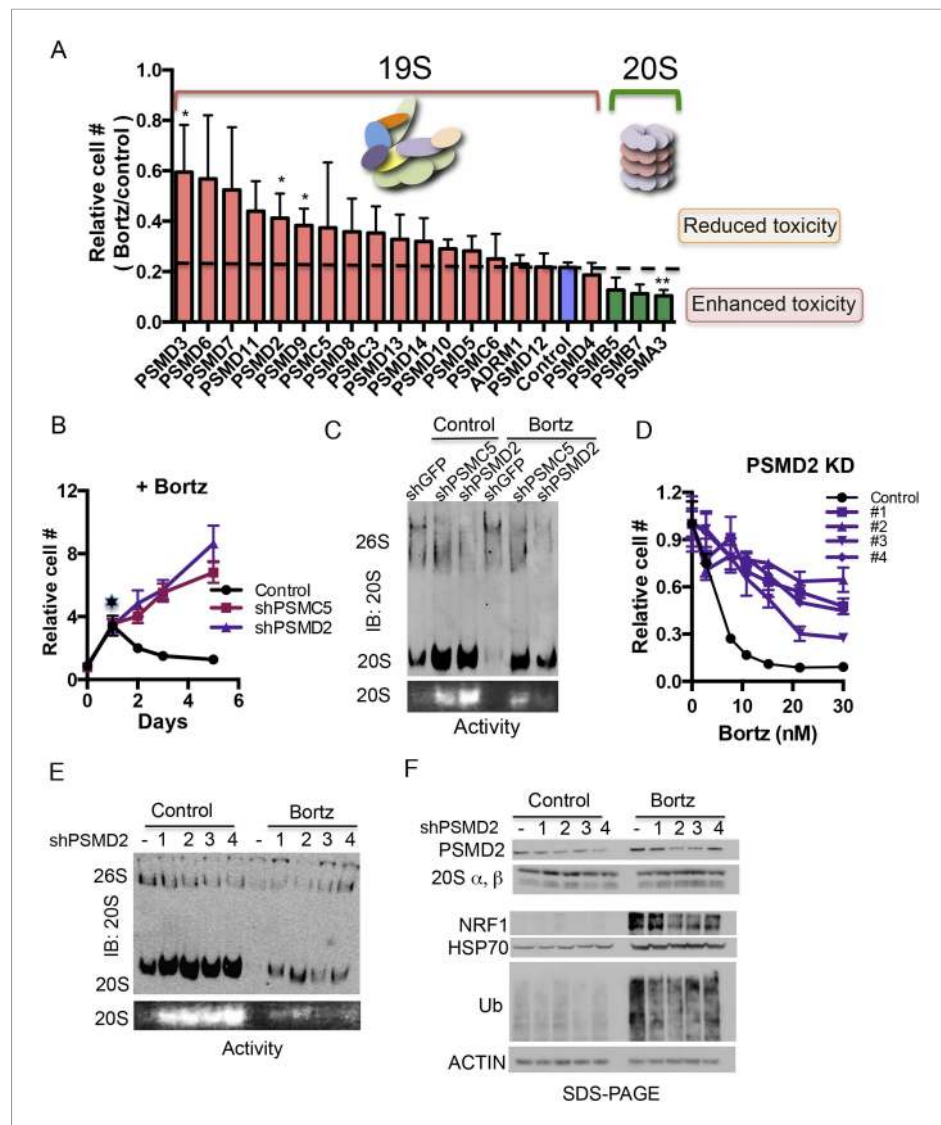 A
19S
20S
Relative cell #
( Bortz/control )
1.0
0.8
0.6
0.4
0.2
0.0
*
*
*
**
Reduced toxicity
Enhanced toxicity
PSMD3
PSMD6
PSMD7
PSMD11
PSMD2
PSMD9
PSMC5
PSMD8
PSMC3
PSMD13
PSMD14
PSMD10
PSMD5
PSMC6
ADRM1
PSMD12
Control
PSMD4
PSMB5
PSMB7
PSMA3
B
+ Bortz
Relative cell #
12
8
4
0
0 2 4 6
Days
Control
shPSMC5
shPSMD2
C
Control Bortz
shGFP
shPSMC5
shPSMD2
shGFP
shPSMC5
shPSMD2
26S
IB: 20S
20S
20S
Activity
D
PSMD2 KD
Relative cell #
1.2
0.9
0.6
0.3
0.0
0 10 20 30
Bortz (nM)
Control
#1
#2
#3
#4
E
Control Bortz
shPSMD2 - 1 2 3 4 - 1 2 3 4
26S
IB: 20S
20S
20S
Activity
F
Control Bortz
shPSMD2 - 1 2 3 4 - 1 2 3 4
PSMD2
20S α, β
NRF1
HSP70
Ub
ACTIN
SDS-PAGE